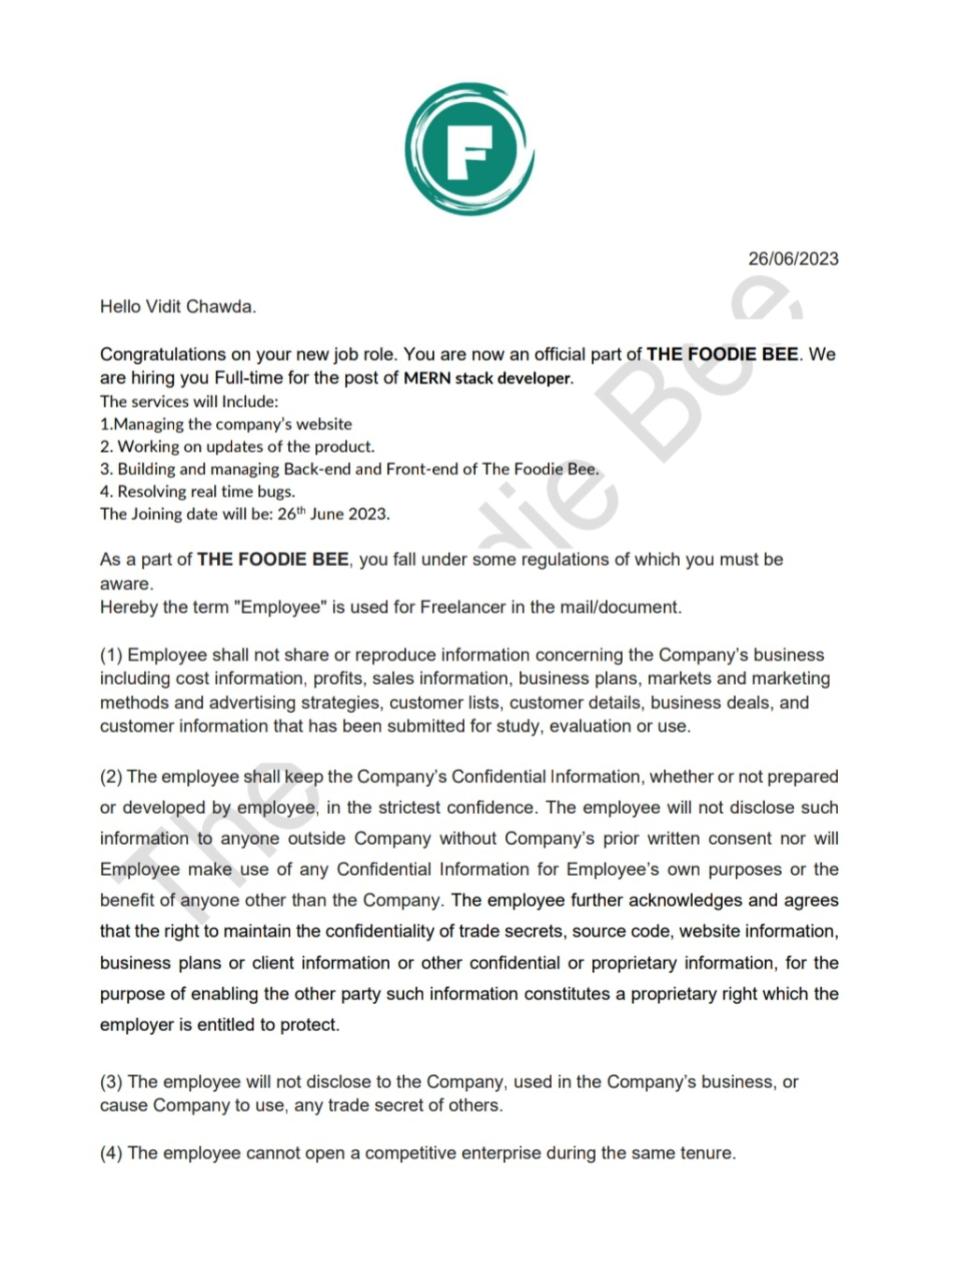 F
26/06/2023
Hello Vidit Chawda.
Congratulations on your new job role. You are now an official part of THE FOODIE BEE. We
are hiring you Full-time for the post of MERN stack developer.
The services will Include:
1.Managing the company's website
2. Working on updates of the product.
3. Building and managing Back-end and Front-end of The Foodie Bee.
4. Resolving real time bugs.
The Joining date will be: 26th June 2023.
As a part of THE FOODIE BEE, you fall under some regulations of which you must be
aware.
Hereby the term "Employee" is used for Freelancer in the mail/document.
(1) Employee shall not share or reproduce information concerning the Company's business
including cost information, profits, sales information, business plans, markets and marketing
methods and advertising strategies, customer lists, customer details, business deals, and
customer information that has been submitted for study, evaluation or use.
(2) The employee shall keep the Company's Confidential Information, whether or not prepared
or developed by employee, in the strictest confidence. The employee will not disclose such
information to anyone outside Company without Company's prior written consent nor will
Employee make use of any Confidential Information for Employee's own purposes or the
benefit of anyone other than the Company. The employee further acknowledges and agrees
that the right to maintain the confidentiality of trade secrets, source code, website information,
business plans or client information or other confidential or proprietary information, for the
purpose of enabling the other party such information constitutes a proprietary right which the
employer is entitled to protect.
(3) The employee will not disclose to the Company, used in the Company's business, or
cause Company to use, any trade secret of others.
(4) The employee cannot open a competitive enterprise during the same tenure.
The die Bee